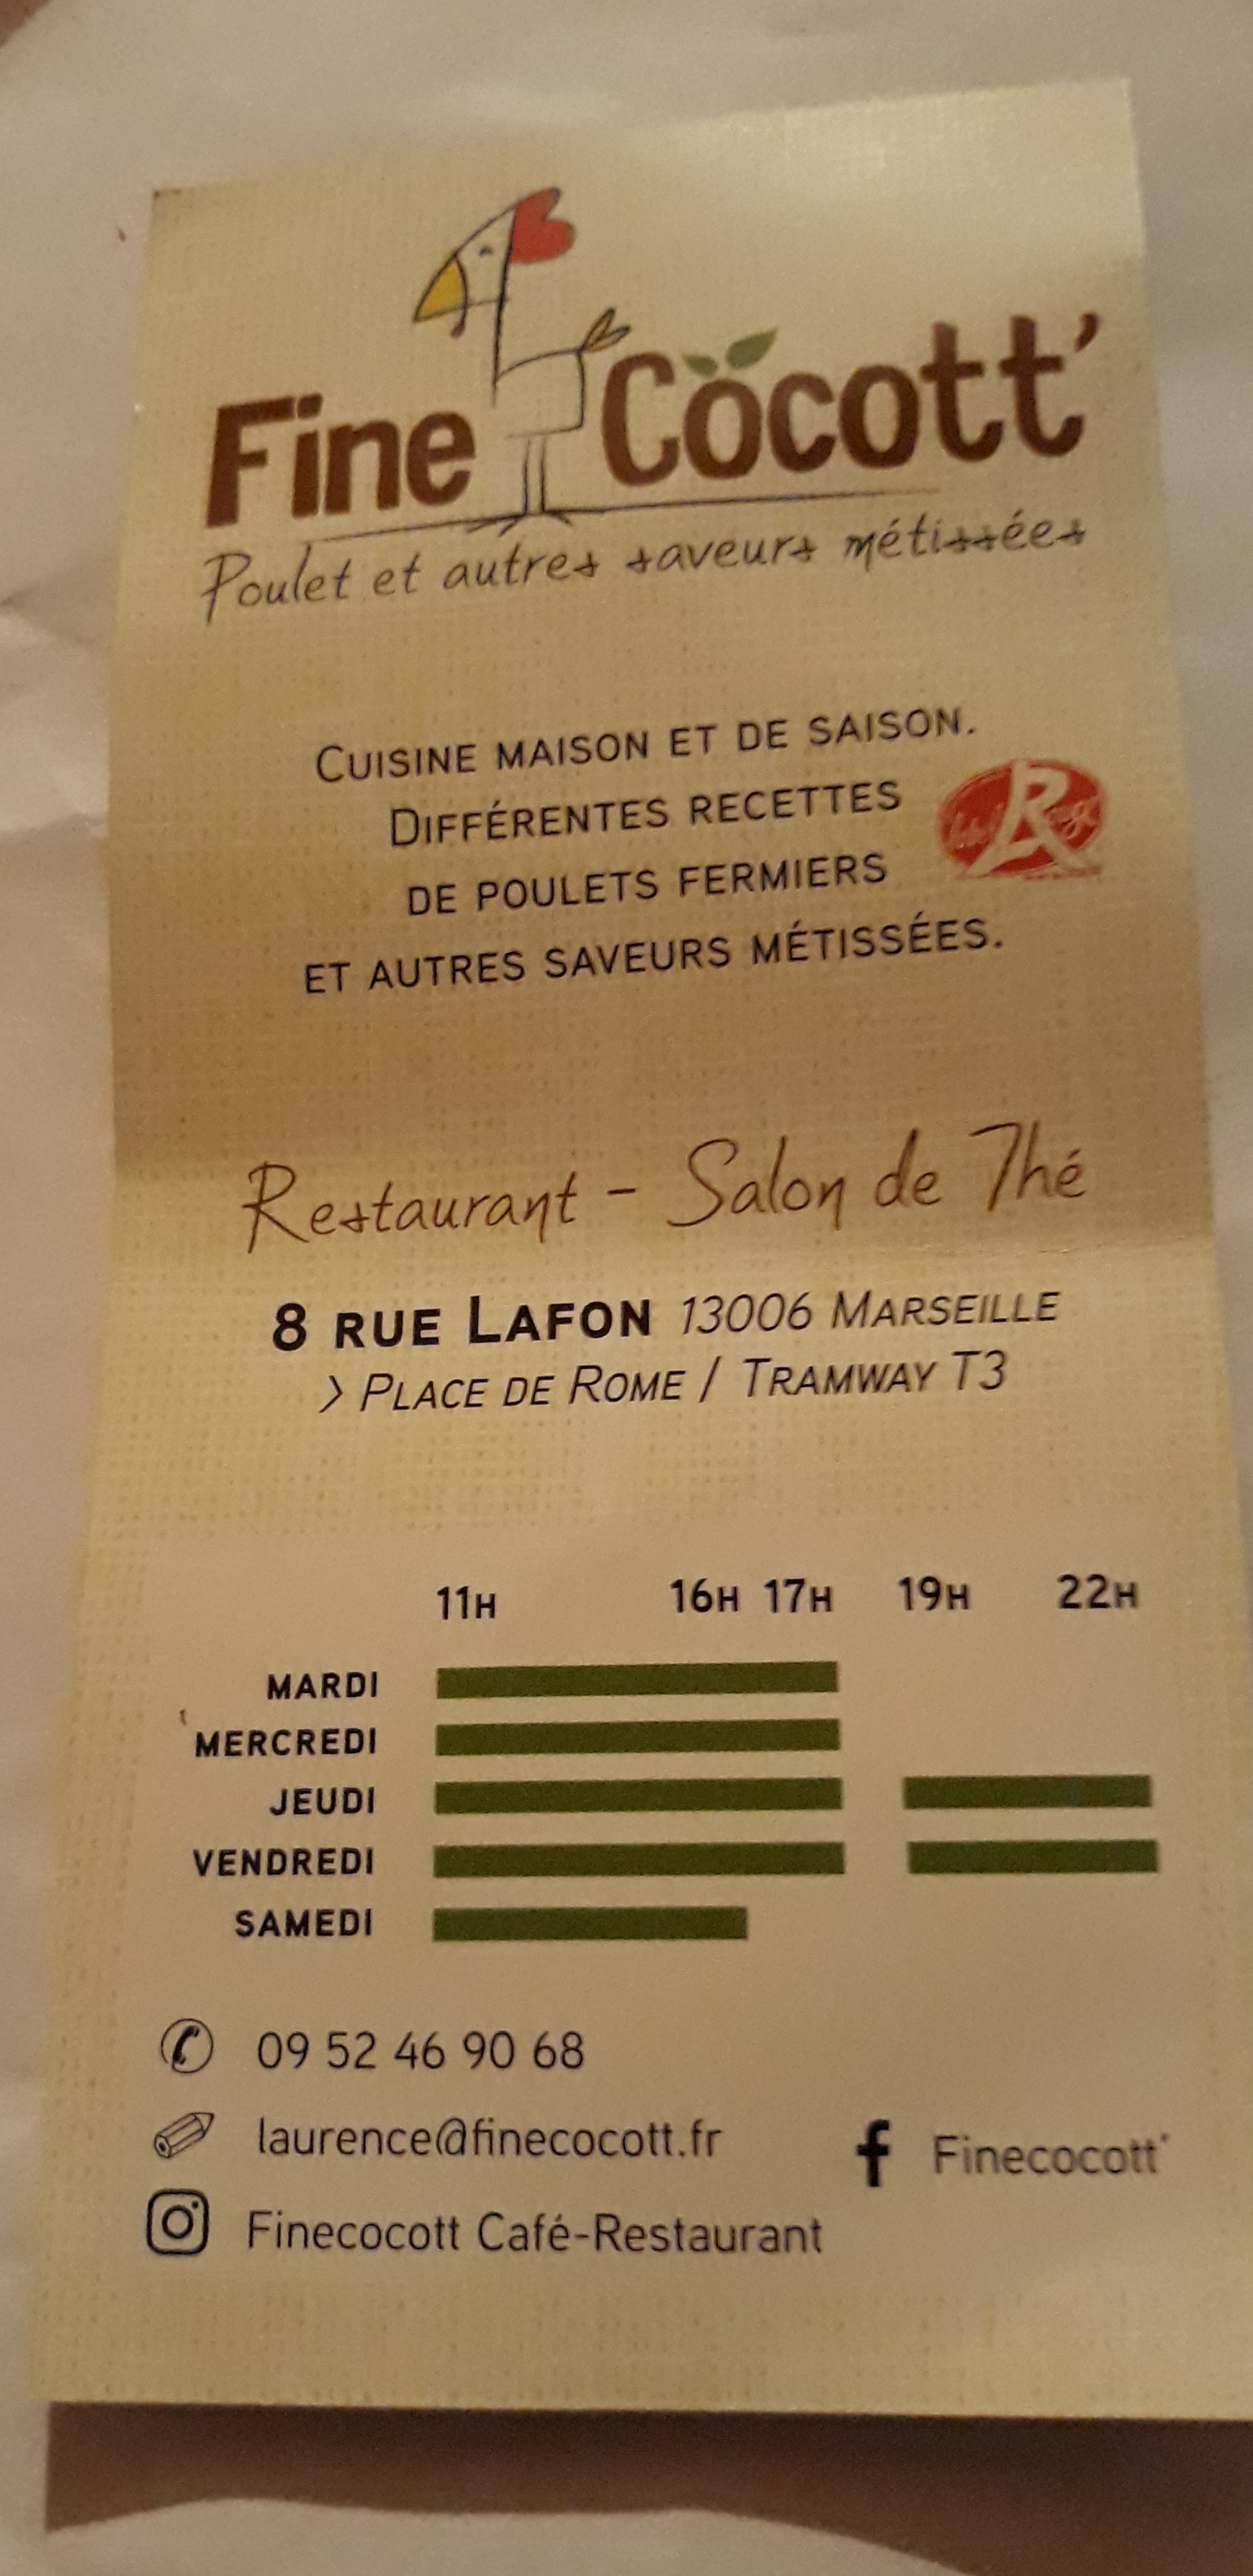 Fine Cocott'
Poulet et autres saveurs métissées
CUISINE MAISON ET DE SAISON.
DIFFÉRENTES RECETTES
DE POULETS FERMIERS
Label Rouge
ET AUTRES SAVEURS MÉTISSÉES.
Restaurant - Salon de Thé
8 RUE LAFON 13006 MARSEILLE
> PLACE DE ROME / TRAMWAY T3
11H 16H 17H 19H 22H
MARDI
MERCREDI
JEUDI
VENDREDI
SAMEDI
09 52 46 90 68
laurence@finecocott.fr
Finecocott'
Finecocott Café-Restaurant